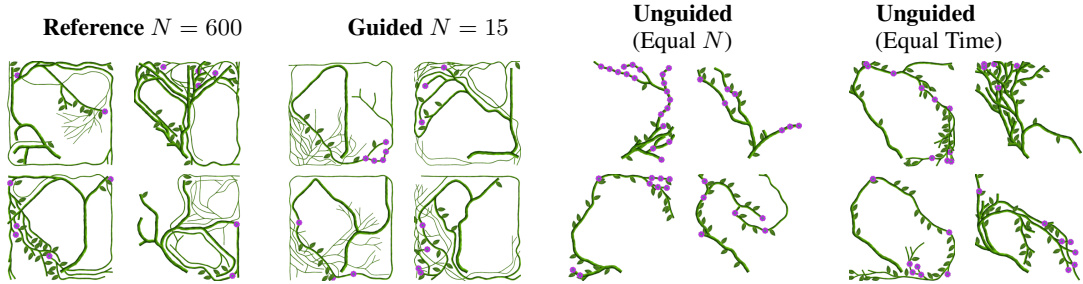 Reference N = 600
Guided N = 15
Unguided
(Equal N)
Unguided
(Equal Time)